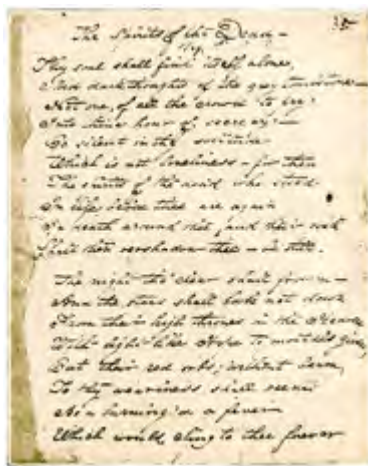 35
The Spirits of the Dead —
Thy soul shall find itself alone,
'Mid dark thoughts of the grey tombstone —
Not one, of all the crowd to pry
Into thine hour of secrecy: —
Be silent in that solitude
Which is not loneliness — for then
The spirits of the dead who stood
In life before thee are again
In death around thee, and their will
Shall then overshadow thee — be still.
The night tho' clear shall frown —
And the stars shall look not down
From their high thrones in the Heaven
With light like Hope to mortals given,
But their red orbs, without beam,
To thy weariness shall seem
As a burning & a fever
Which would cling to thee forever